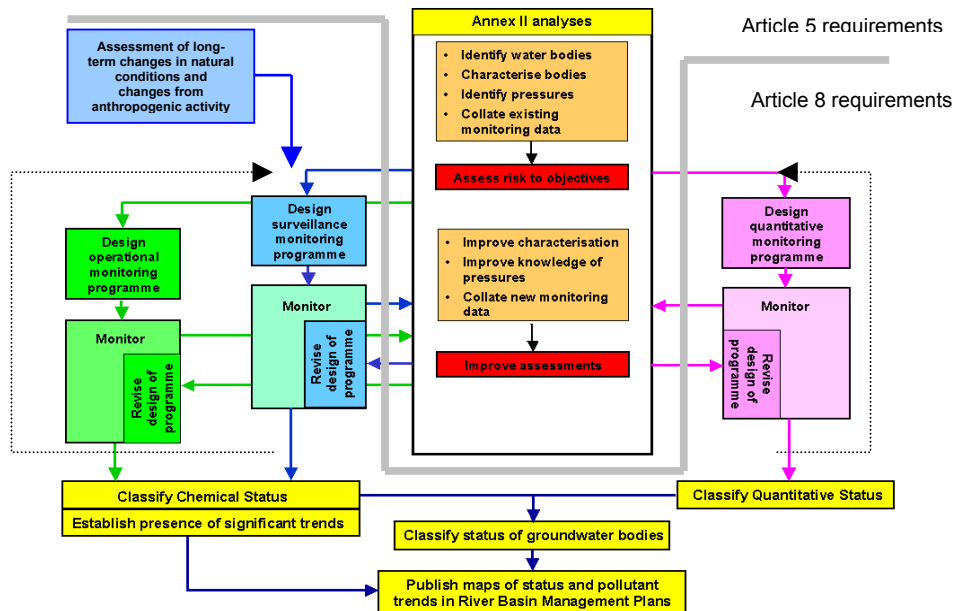 Annex II analyses
Article 5 requirements
Article 8 requirements
Assessment of long-
term changes in natural
conditions and
changes from
anthropogenic activity
• Identify water bodies
• Characterise bodies
• Identify pressures
• Collate existing
monitoring data
Assess risk to objectives
Design
surveillance
monitoring
programme
Design
operational
monitoring
programme
Design
quantitative
monitoring
programme
• Improve characterisation
• Improve knowledge of
pressures
• Collate new monitoring
data
Improve assessments
Monitor
Revise
design of
programme
Monitor
Revise
design of
programme
Monitor
Revise
design of
programme
Classify Chemical Status
Establish presence of significant trends
Classify Quantitative Status
Classify status of groundwater bodies
Publish maps of status and pollutant
trends in River Basin Management Plans